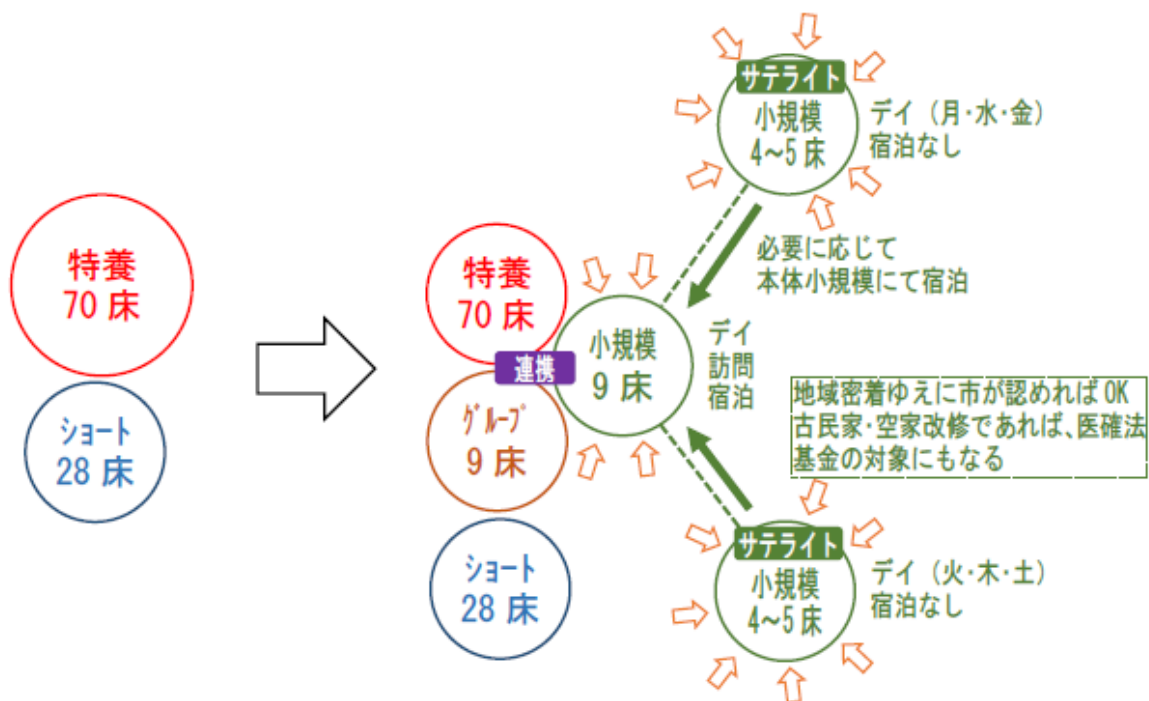 特養
70 床
ショート
28 床
特養
70 床
連携
グループ
9 床
ショート
28 床
小規模
9 床
デイ
訪問
宿泊
サテライト
小規模
4～5 床
デイ（月・水・金）
宿泊なし
必要に応じて
本体小規模にて宿泊
地域密着ゆえに市が認めれば OK
古民家・空家改修であれば、医確法
基金の対象にもなる
サテライト
小規模
4～5 床
デイ（火・木・土）
宿泊なし